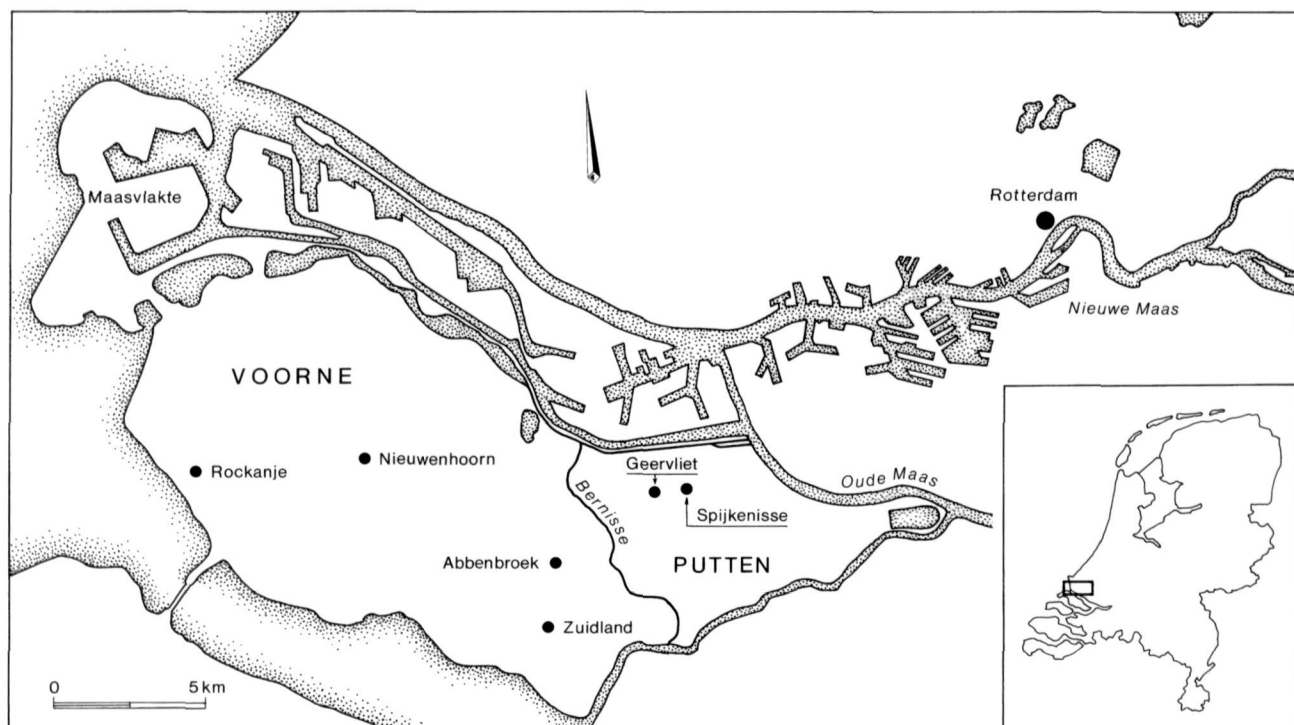 Maasvlakte
Rotterdam
Nieuwe Maas
VOORNE
Nieuwenhoorn
Rockanje
Geervliet
Bernisse
Oude Maas
Spijkenisse
Abbenbroek
PUTTEN
Zuidland
0 5 km